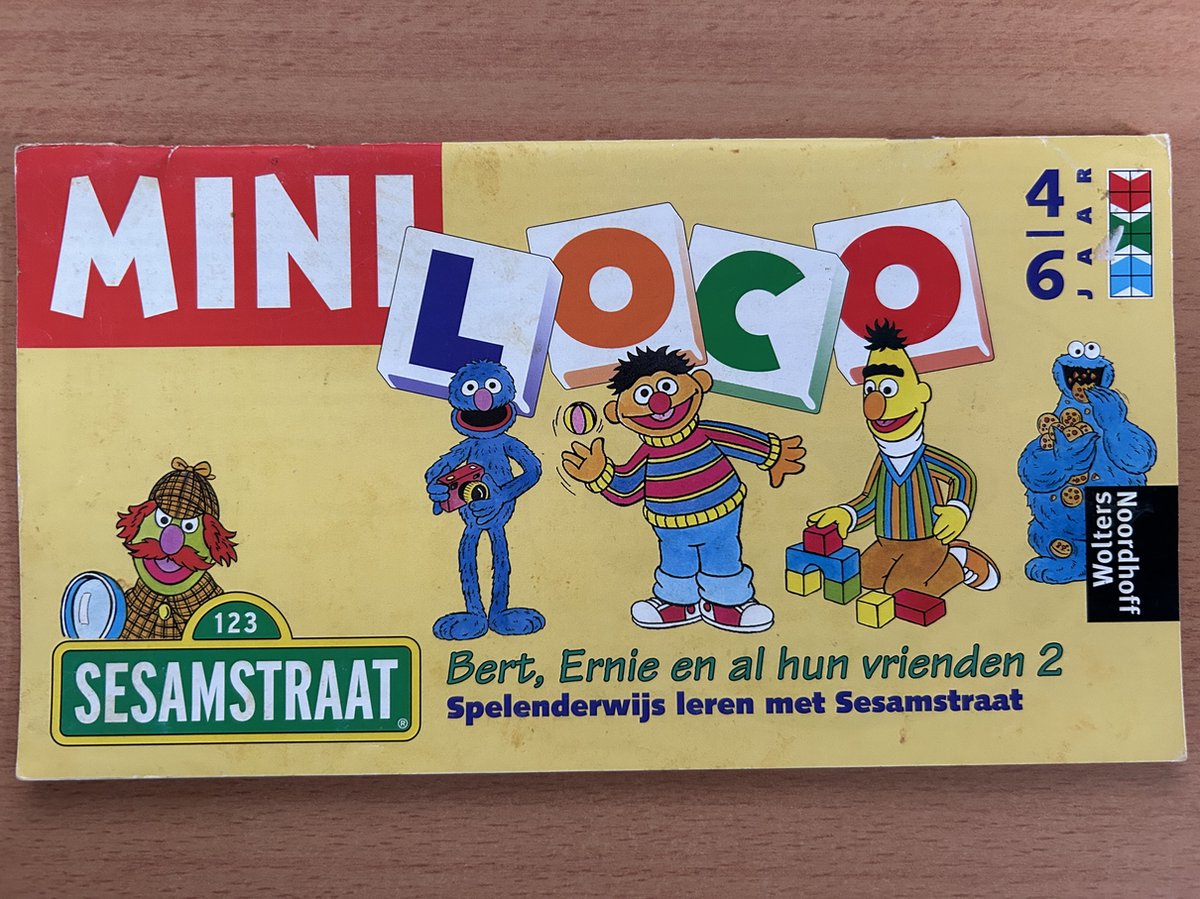 MINI
LOCO
4-6
JAAR
Wolters
Noordhoff
123
SESAMSTRAAT®
Bert, Ernie en al hun vrienden 2
Spelenderwijs leren met Sesamstraat